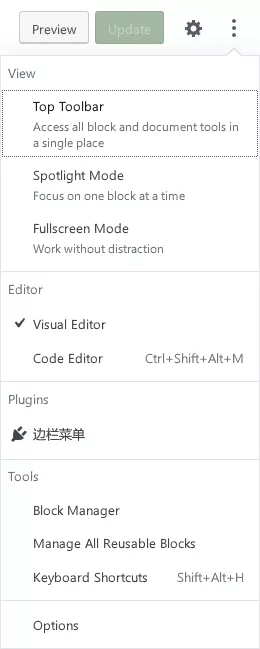 Preview Update
View
Top Toolbar
Access all block and document tools in
a single place
Spotlight Mode
Focus on one block at a time
Fullscreen Mode
Work without distraction
Editor
Visual Editor
Code Editor Ctrl+Shift+Alt+M
Plugins
边栏菜单
Tools
Block Manager
Manage All Reusable Blocks
Keyboard Shortcuts Shift+Alt+H
Options